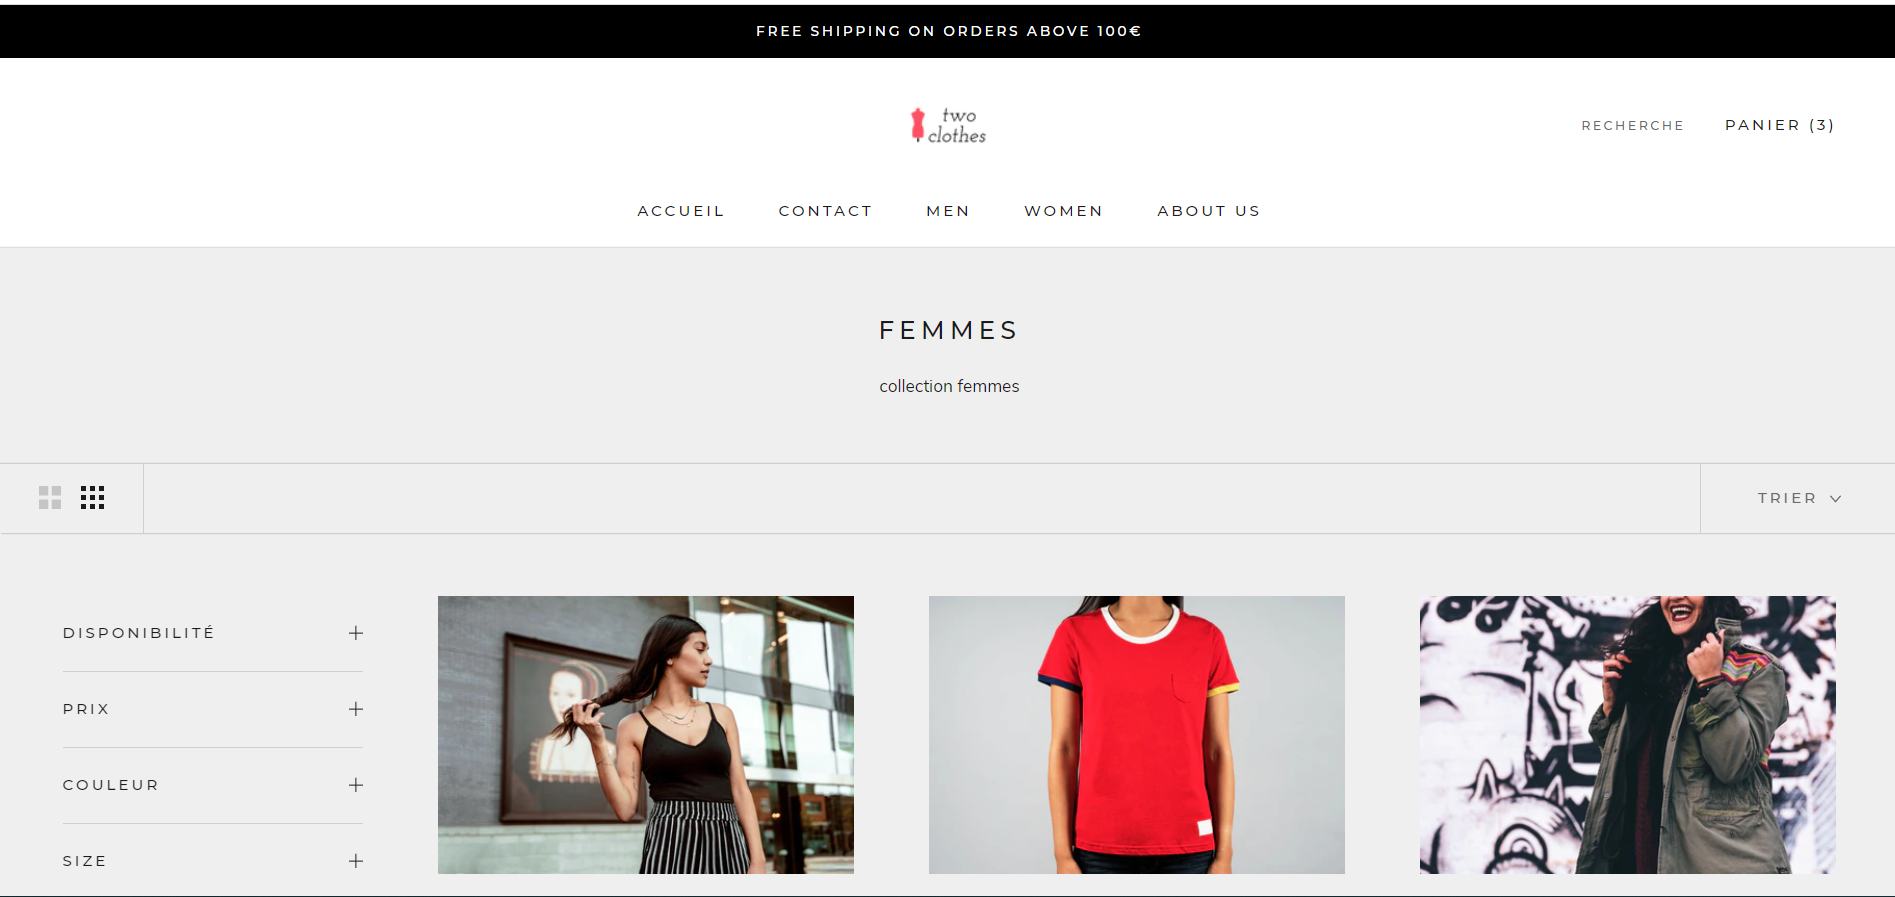 FREE SHIPPING ON ORDERS ABOVE 100€
two
clothes
RECHERCHE
PANIER (3)
ACCUEIL
CONTACT
MEN
WOMEN
ABOUT US
FEMMES
collection femmes
TRIER
DISPONIBILITÉ
PRIX
COULEUR
SIZE